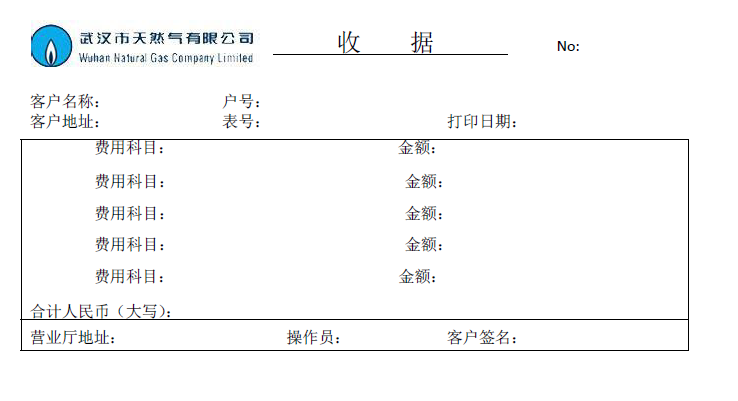 武汉市天然气有限公司
Wuhan Natural Gas Company Limited
收 据 No:
客户名称： 户号：
客户地址： 表号： 打印日期：
费用科目： 金额：
费用科目： 金额：
费用科目： 金额：
费用科目： 金额：
费用科目： 金额：
合计人民币（大写）：
营业厅地址： 操作员： 客户签名：